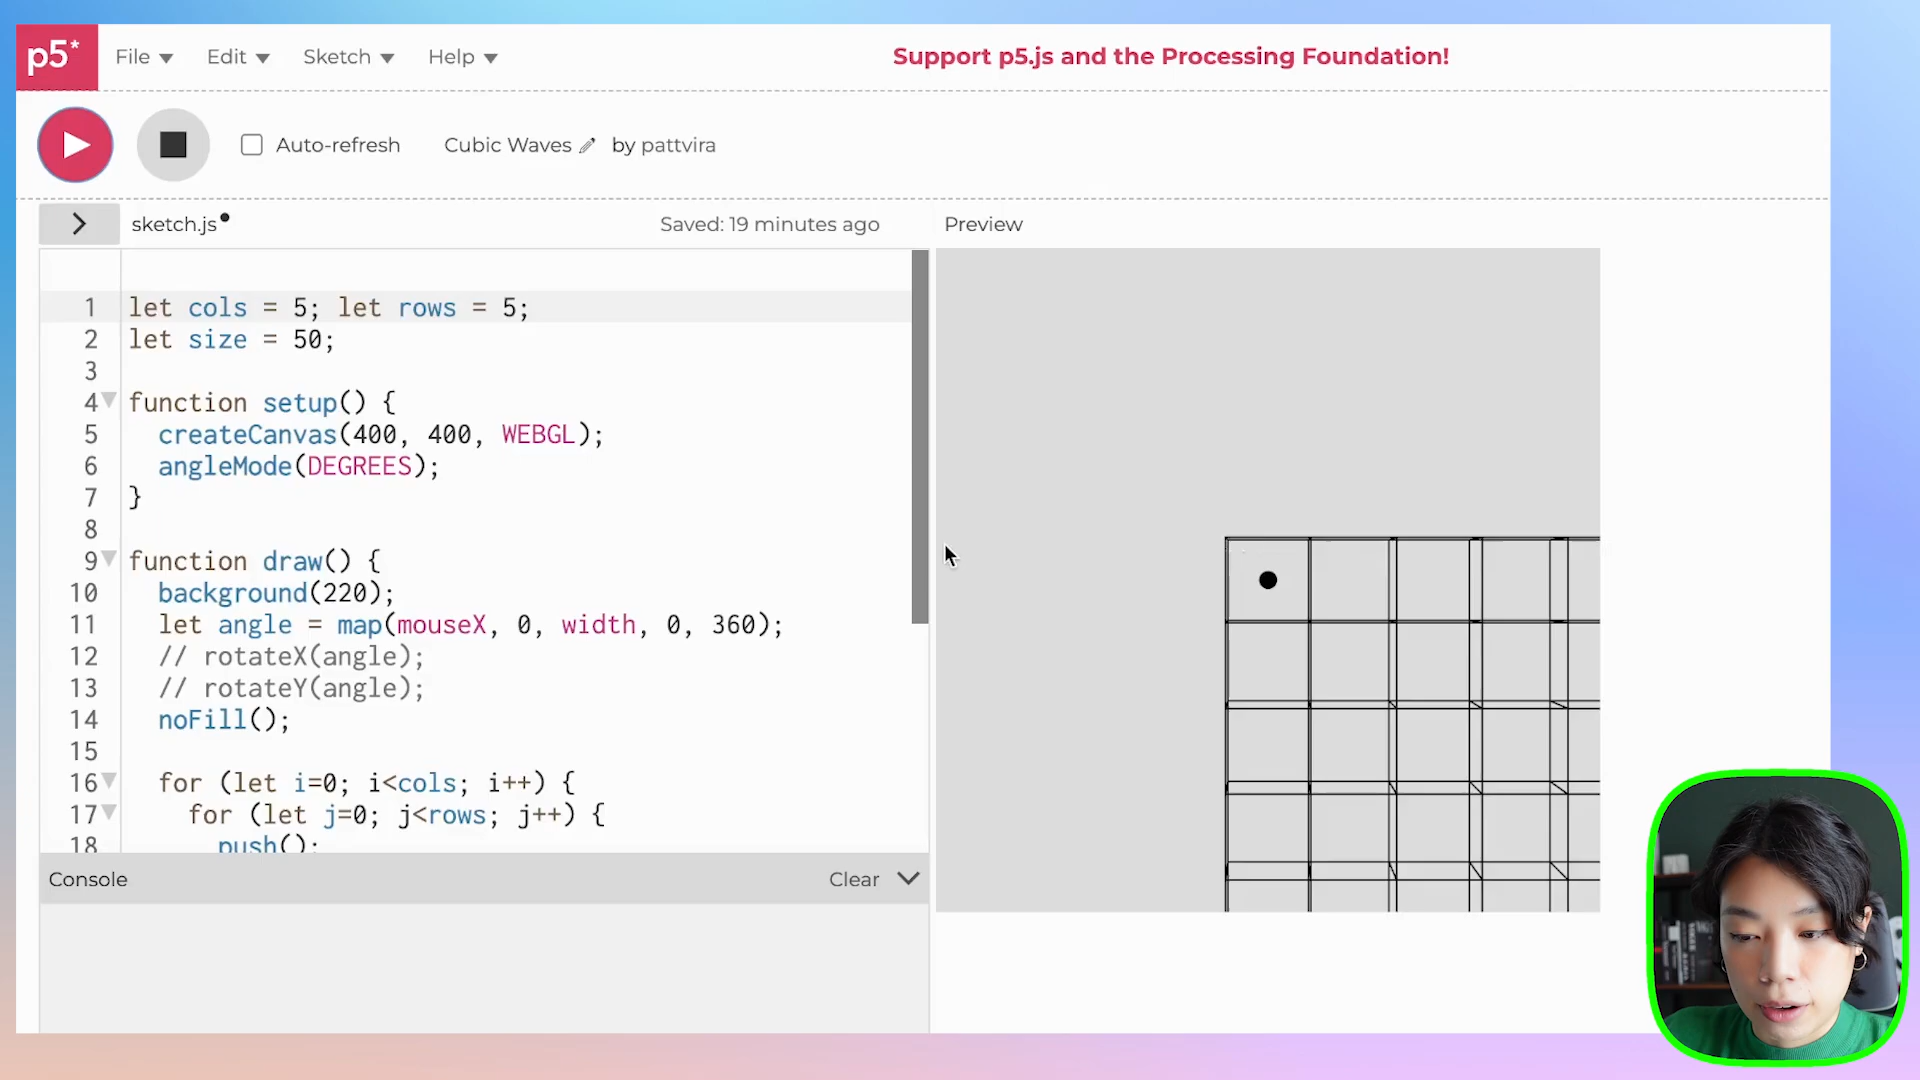 p5* File Edit Sketch Help Support p5.js and the Processing Foundation!
Auto-refresh Cubic Waves by pattvira
sketch.js Saved: 19 minutes ago Preview
1 let cols = 5; let rows = 5;
2 let size = 50;
3
4 function setup() {
5 createCanvas(400, 400, WEBGL);
6 angleMode(DEGREES);
7 }
8
9 function draw() {
10 background(220);
11 let angle = map(mouseX, 0, width, 0, 360);
12 // rotateX(angle);
13 // rotateY(angle);
14 noFill();
15
16 for (let i=0; i<cols; i++) {
17 for (let j=0; j<rows; j++) {
18 push();
Console Clear